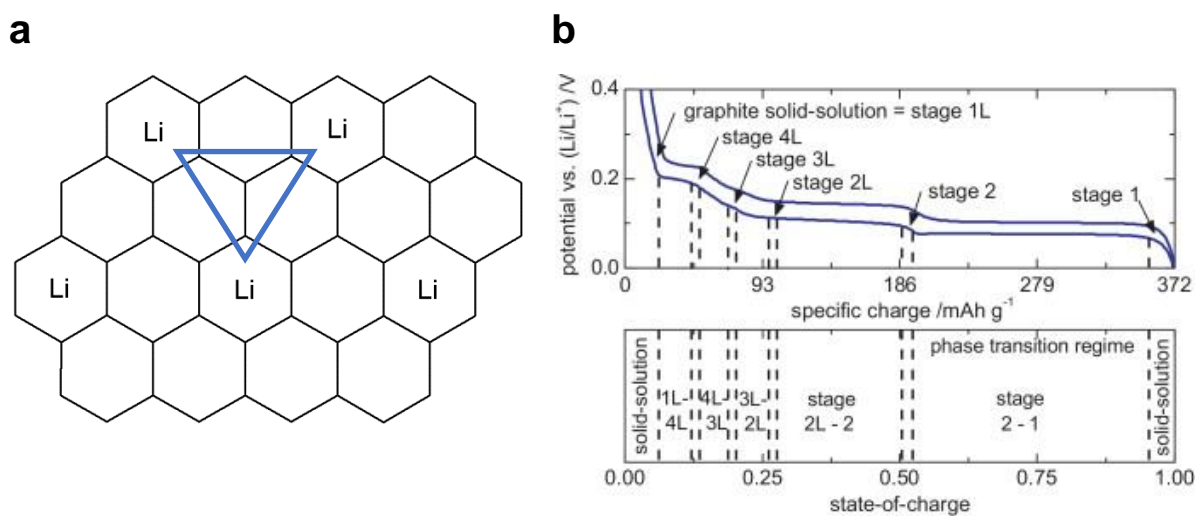 a
b
Li
Li
Li
Li
Li
potential vs. (Li/Li⁺) /V
0.4
0.2
0.0
graphite solid-solution = stage 1L
stage 4L
stage 3L
stage 2L
stage 2
stage 1
0
93
186
279
372
specific charge /mAh g⁻¹
solid-solution
1L-
4L
4L-
3L
3L-
2L
stage
2L - 2
phase transition regime
stage
2 - 1
solid-solution
0.00
0.25
0.50
0.75
1.00
state-of-charge